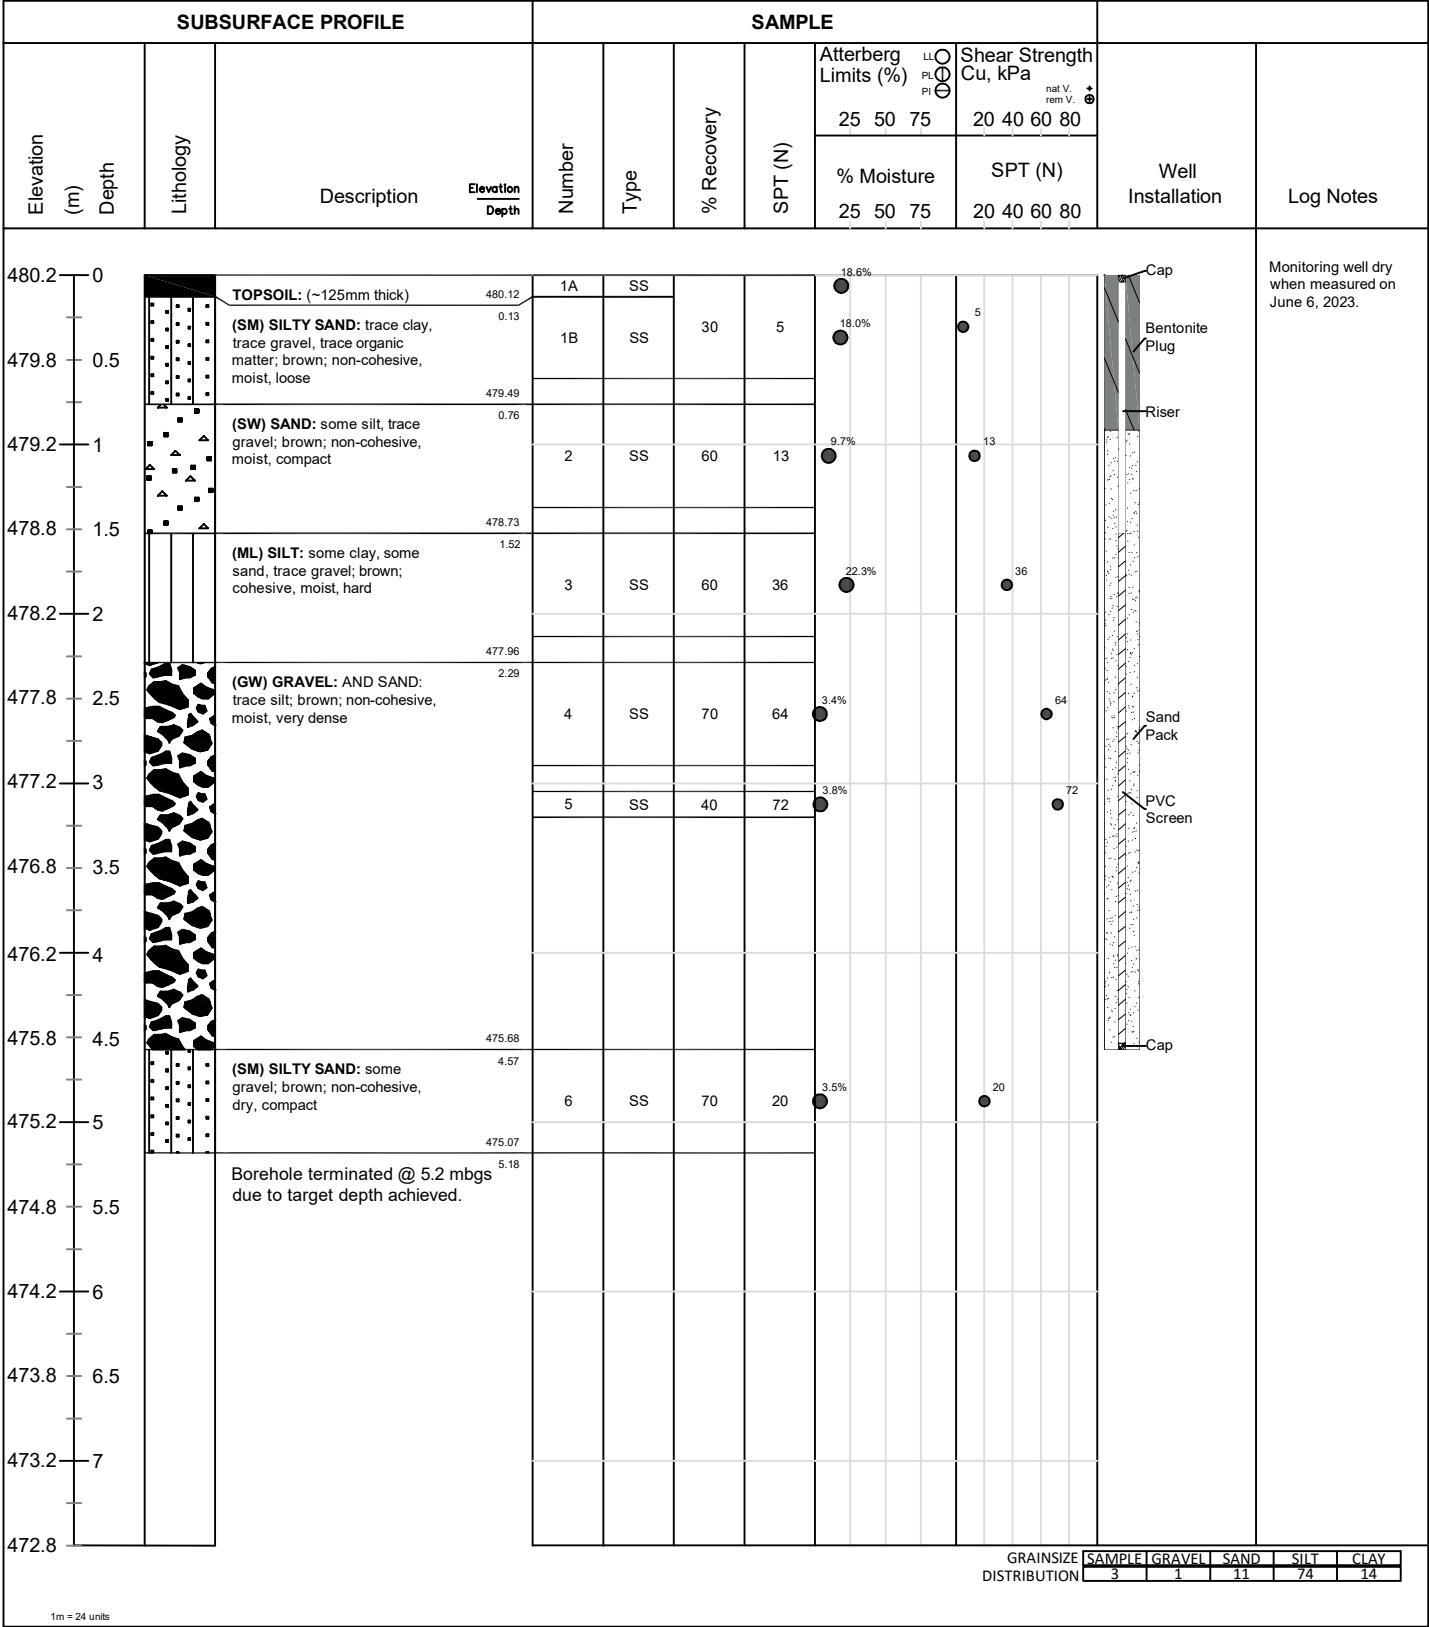 SUBSURFACE PROFILE
SAMPLE
Elevation
(m)
Depth
Lithology
Description
Elevation
Depth
Number
Type
% Recovery
SPT (N)
Atterberg
Limits (%)
LL
PL
PI
25 50 75
% Moisture
25 50 75
Shear Strength
Cu, kPa
nat V.
rem V.
20 40 60 80
SPT (N)
20 40 60 80
Well
Installation
Log Notes
480.2 0
479.8 0.5
479.2 1
478.8 1.5
478.2 2
477.8 2.5
477.2 3
476.8 3.5
476.2 4
475.8 4.5
475.2 5
474.8 5.5
474.2 6
473.8 6.5
473.2 7
472.8
TOPSOIL: (~125mm thick) 480.12
0.13
(SM) SILTY SAND: trace clay,
trace gravel, trace organic
matter; brown; non-cohesive,
moist, loose
479.49
0.76
(SW) SAND: some silt, trace
gravel; brown; non-cohesive,
moist, compact
478.73
1.52
(ML) SILT: some clay, some
sand, trace gravel; brown;
cohesive, moist, hard
477.96
2.29
(GW) GRAVEL: AND SAND:
trace silt; brown; non-cohesive,
moist, very dense
475.68
4.57
(SM) SILTY SAND: some
gravel; brown; non-cohesive,
dry, compact
475.07
5.18
Borehole terminated @ 5.2 mbgs
due to target depth achieved.
1A SS 18.6%
1B SS 30 5 18.0% 5
2 SS 60 13 9.7% 13
3 SS 60 36 22.3% 36
4 SS 70 64 3.4% 64
5 SS 40 72 3.8% 72
6 SS 70 20 3.5% 20
Cap
Bentonite
Plug
Riser
Sand
Pack
PVC
Screen
Cap
Monitoring well dry
when measured on
June 6, 2023.
GRAINSIZE
DISTRIBUTION
SAMPLE GRAVEL SAND SILT CLAY
3 1 11 74 14
1m = 24 units